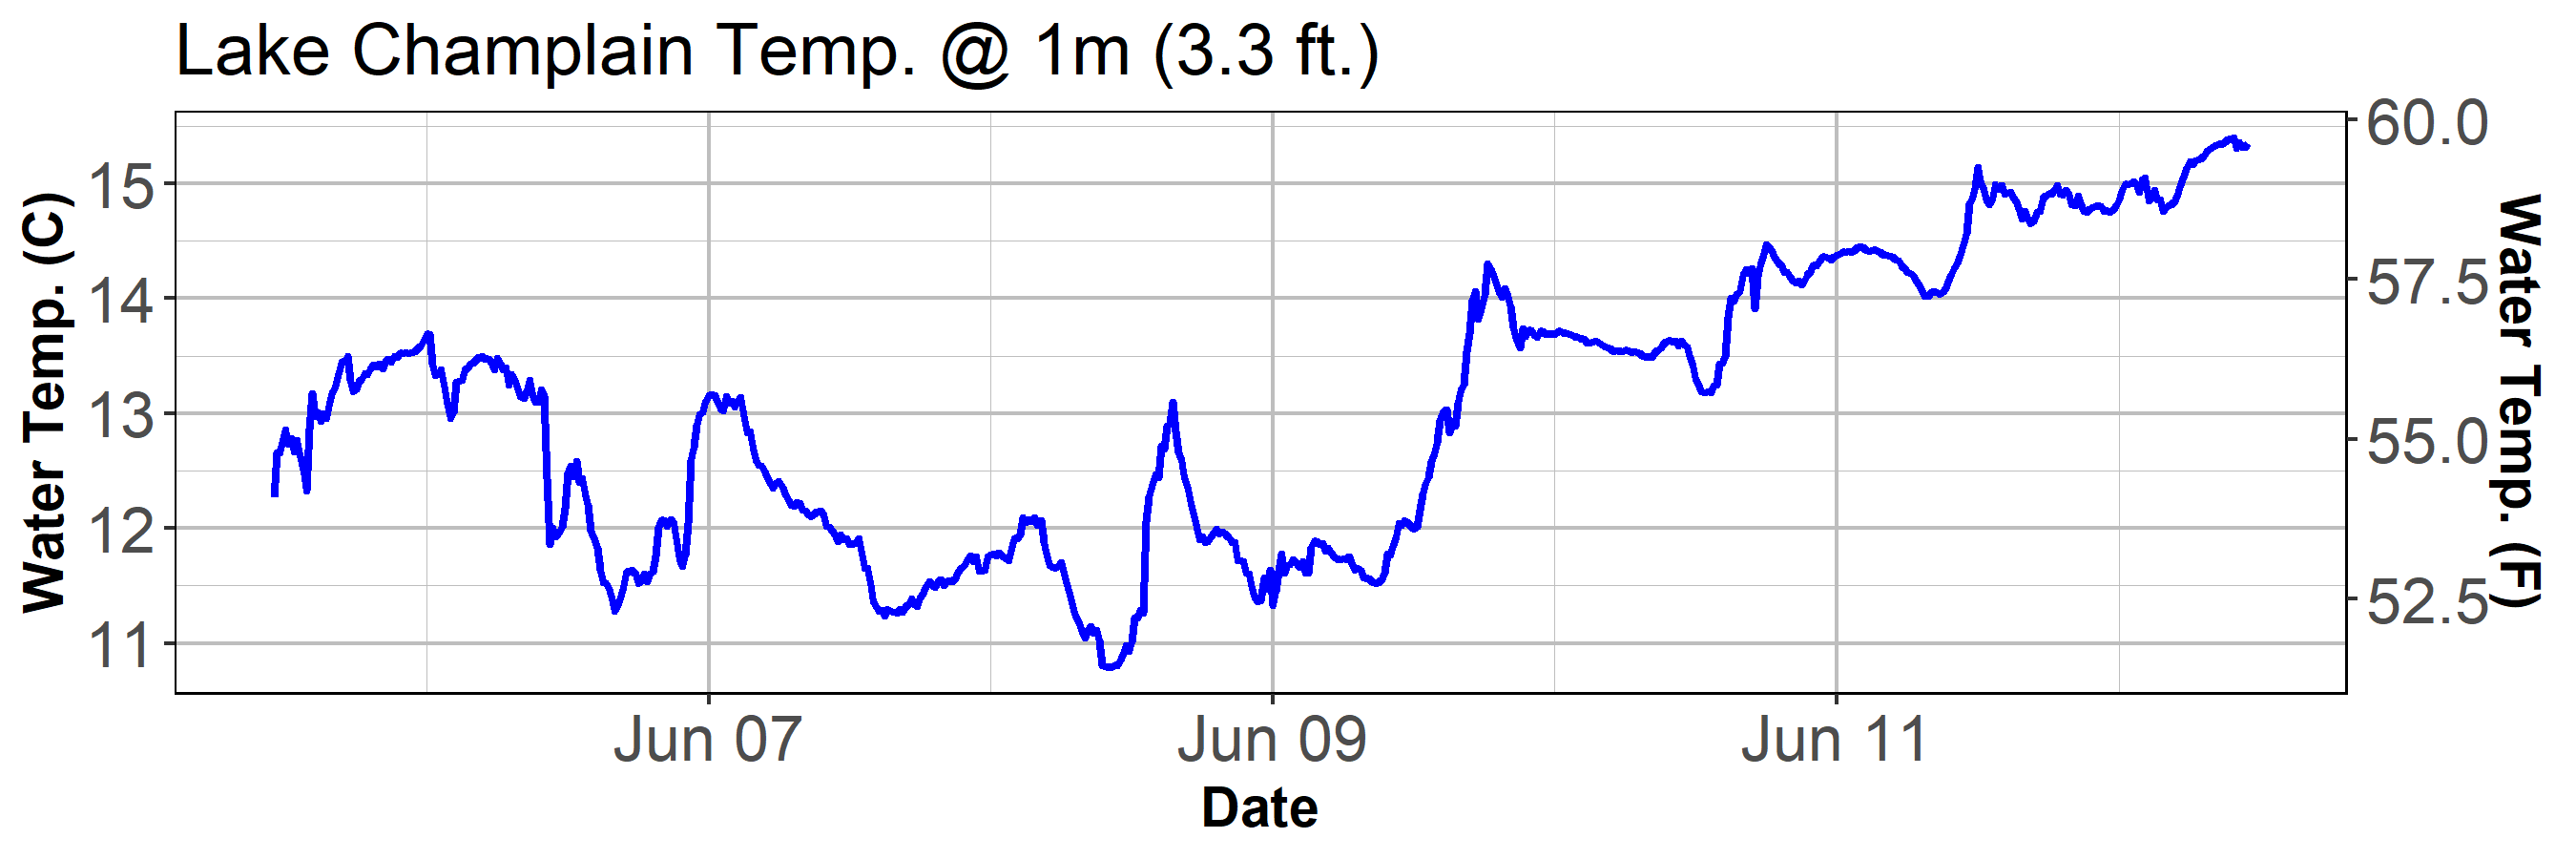 Lake Champlain Temp. @ 1m (3.3 ft.)
Water Temp. (C)
15
14
13
12
11
60.0
57.5
55.0
52.5
Water Temp. (F)
Jun 07 Jun 09 Jun 11
Date